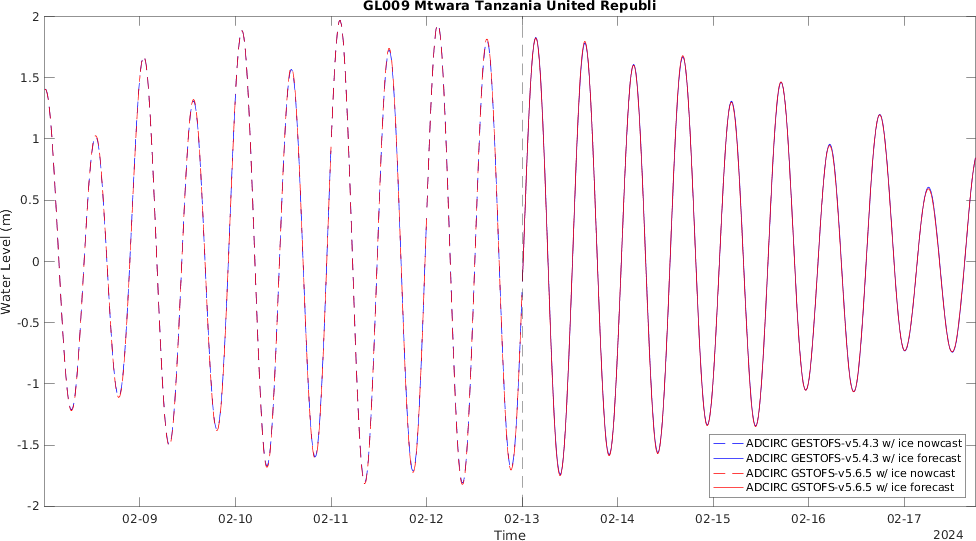 GL009 Mtwara Tanzania United Republi
Water Level (m)
2
1.5
1
0.5
0
-0.5
-1
-1.5
-2
ADCIRC GESTOFS-v5.4.3 w/ ice nowcast
ADCIRC GESTOFS-v5.4.3 w/ ice forecast
ADCIRC GSTOFS-v5.6.5 w/ ice nowcast
ADCIRC GSTOFS-v5.6.5 w/ ice forecast
02-09 02-10 02-11 02-12 02-13 02-14 02-15 02-16 02-17
Time
2024